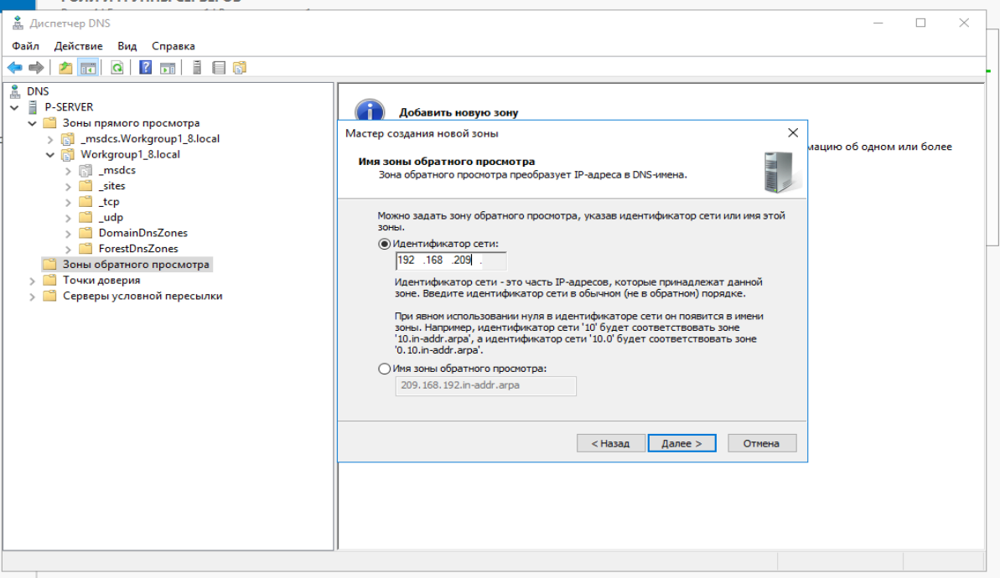 РОЛИ И ГРУППЫ СЕРВЕРОВ
Диспетчер DNS
Файл Действие Вид Справка
DNS
P-SERVER
Зоны прямого просмотра
_msdcs.Workgroup1_8.local
Workgroup1_8.local
_msdcs
_sites
_tcp
_udp
DomainDnsZones
ForestDnsZones
Зоны обратного просмотра
Точки доверия
Серверы условной пересылки
Добавить новую зону
мацию об одном или более
Мастер создания новой зоны
Имя зоны обратного просмотра
Зона обратного просмотра преобразует IP-адреса в DNS-имена.
Можно задать зону обратного просмотра, указав идентификатор сети или имя этой
зоны.
Идентификатор сети:
192 .168 .209 .
Идентификатор сети - это часть IP-адресов, которые принадлежат данной
зоне. Введите идентификатор сети в обычном (не в обратном) порядке.
При явном использовании нуля в идентификаторе сети он появится в имени
зоны. Например, идентификатор сети '10' будет соответствовать зоне
'10.in-addr.arpa', а идентификатор сети '10.0' будет соответствовать зоне
'0.10.in-addr.arpa'.
Имя зоны обратного просмотра:
209.168.192.in-addr.arpa
< Назад Далее > Отмена